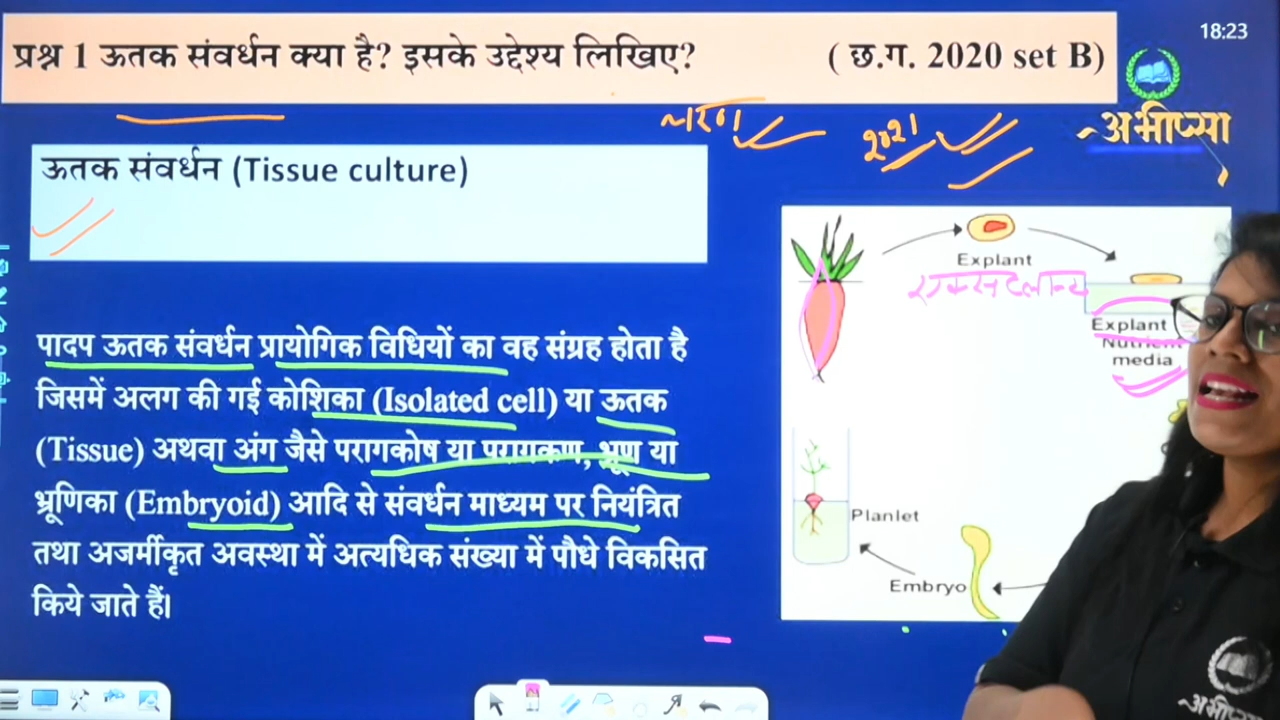 प्रश्न 1 ऊतक संवर्धन क्या है? इसके उद्देश्य लिखिए? ( छ.ग. 2020 set B)
18:23
२०२१
अभीप्सा
ऊतक संवर्धन (Tissue culture)
पादप ऊतक संवर्धन प्रायोगिक विधियों का वह संग्रह होता है
जिसमें अलग की गई कोशिका (Isolated cell) या ऊतक
(Tissue) अथवा अंग जैसे परागकोष या परागकण, भ्रूण या
भ्रूणिका (Embryoid) आदि से संवर्धन माध्यम पर नियंत्रित
तथा अजर्मीकृत अवस्था में अत्यधिक संख्या में पौधे विकसित
किये जाते हैं।
Explant
Explant
Nutrient
media
Planlet
Embryo
अभीप्सा